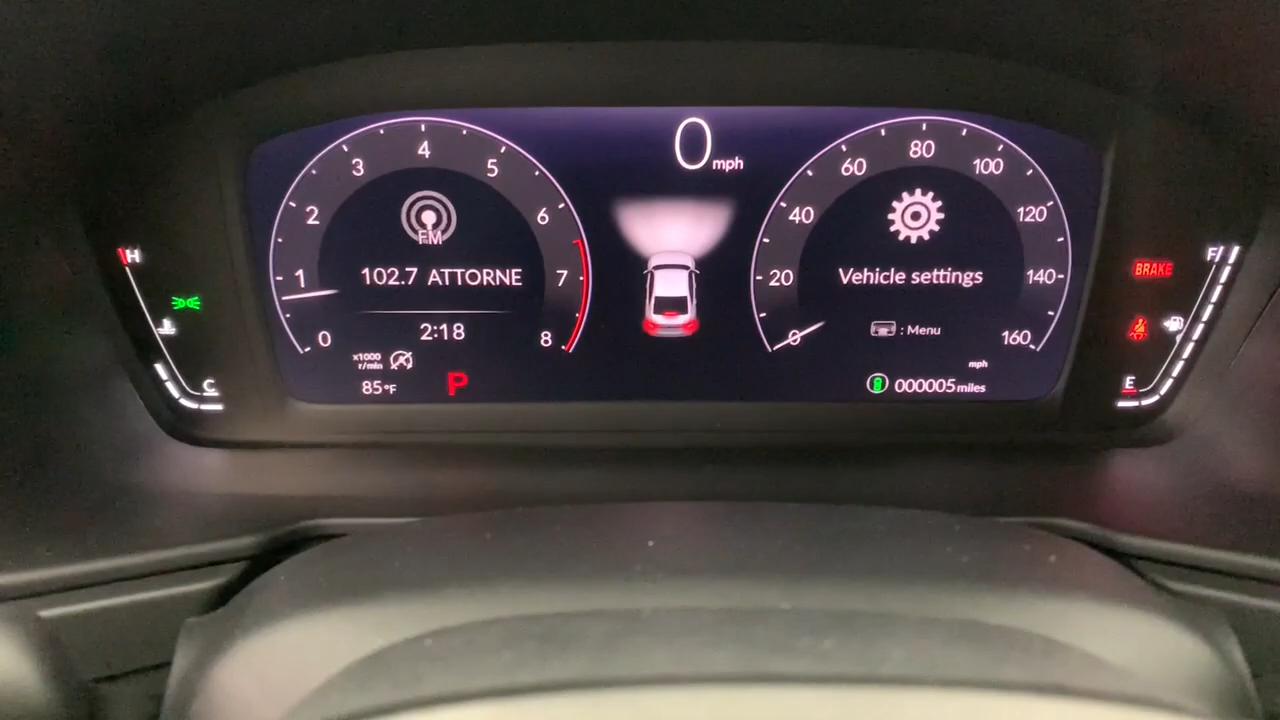 0 mph
4
3
5
2
6
1
7
0
8
FM
102.7 ATTORNE
2:18
x1000
r/min
85°F
P
80
60
100
40
120
20
140
0
160
Vehicle settings
: Menu
mph
000005 miles
H
C
BRAKE
F
E